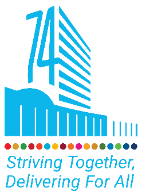 74
Striving Together,
Delivering For All